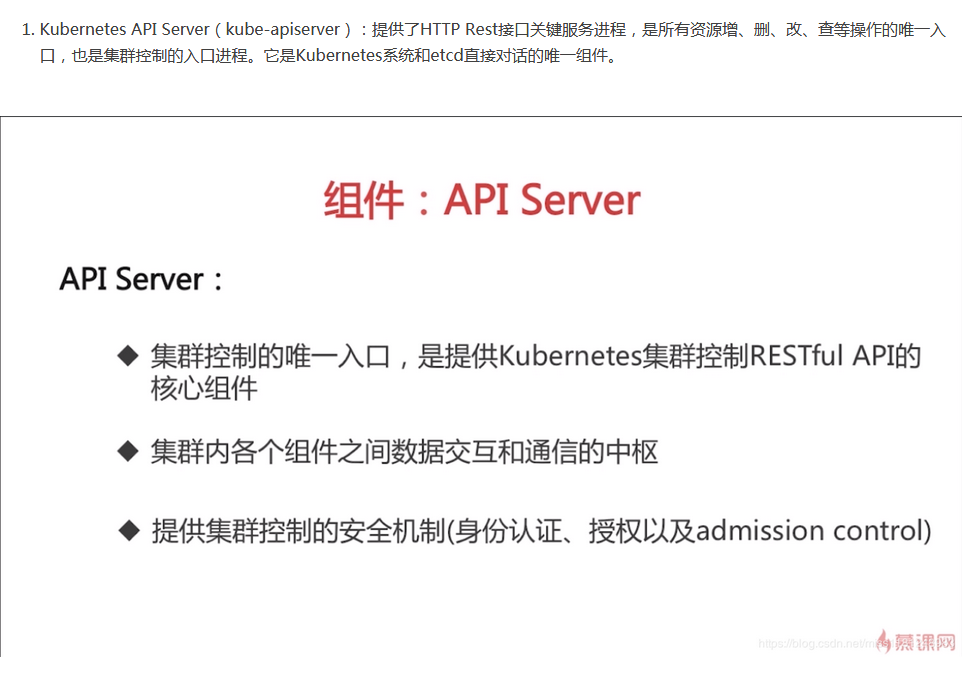 1. Kubernetes API Server（kube-apiserver）：提供了HTTP Rest接口关键服务进程，是所有资源增、删、改、查等操作的唯一入
口，也是集群控制的入口进程。它是Kubernetes系统和etcd直接对话的唯一组件。
组件：API Server
API Server：
◆ 集群控制的唯一入口，是提供Kubernetes集群控制RESTful API的
核心组件
◆ 集群内各个组件之间数据交互和通信的中枢
◆ 提供集群控制的安全机制(身份认证、授权以及admission control)
慕课网